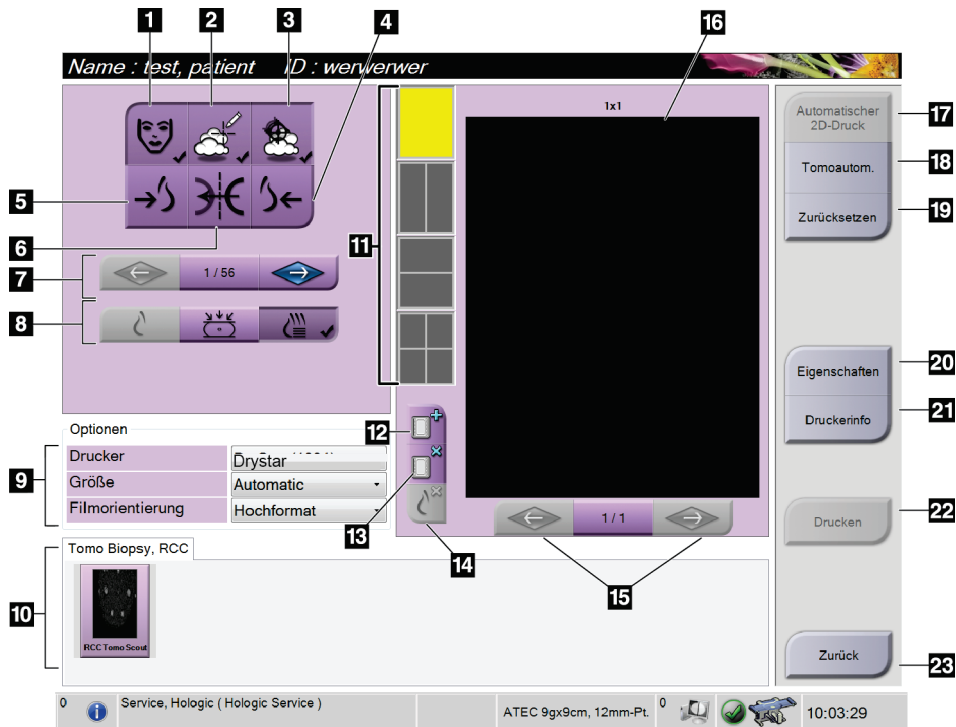 1
2
3
4
16
Name : test, patient ID : werwerwer
1x1
17
Automatischer
2D-Druck
18
Tomoautom.
5
19
Zurücksetzen
6
11
7
1 / 56
8
20
Eigenschaften
21
Druckerinfo
Optionen
12
9
Drucker
Drystar
Größe
Automatic
Filmorientierung
Hochformat
13
1 / 1
22
Drucken
14
15
Tomo Biopsy, RCC
10
RCC Tomo Scout
Zurück
23
0
Service, Hologic ( Hologic Service )
ATEC 9gx9cm, 12mm-Pt.
0
10:03:29